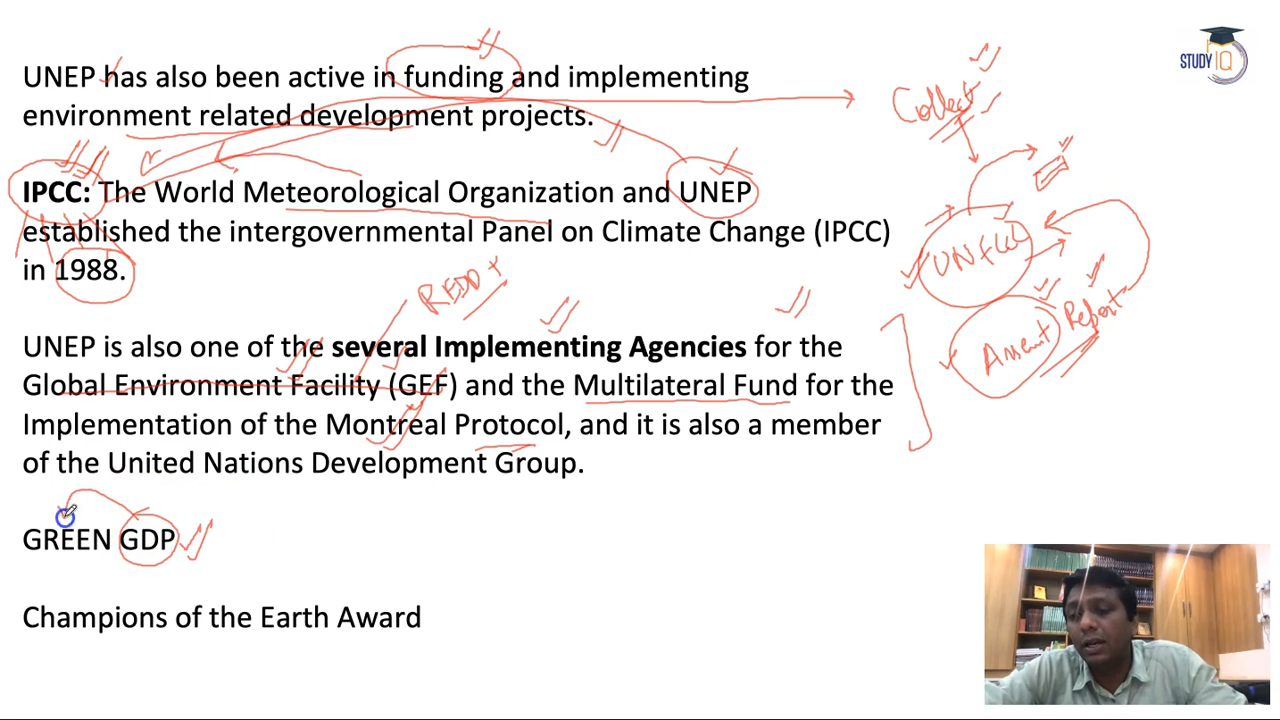 UNEP has also been active in funding and implementing
environment related development projects.
IPCC: The World Meteorological Organization and UNEP
established the intergovernmental Panel on Climate Change (IPCC)
in 1988.
UNEP is also one of the several Implementing Agencies for the
Global Environment Facility (GEF) and the Multilateral Fund for the
Implementation of the Montreal Protocol, and it is also a member
of the United Nations Development Group.
GREEN GDP
Champions of the Earth Award
REDD+
Collect
Report
STUDY IQ